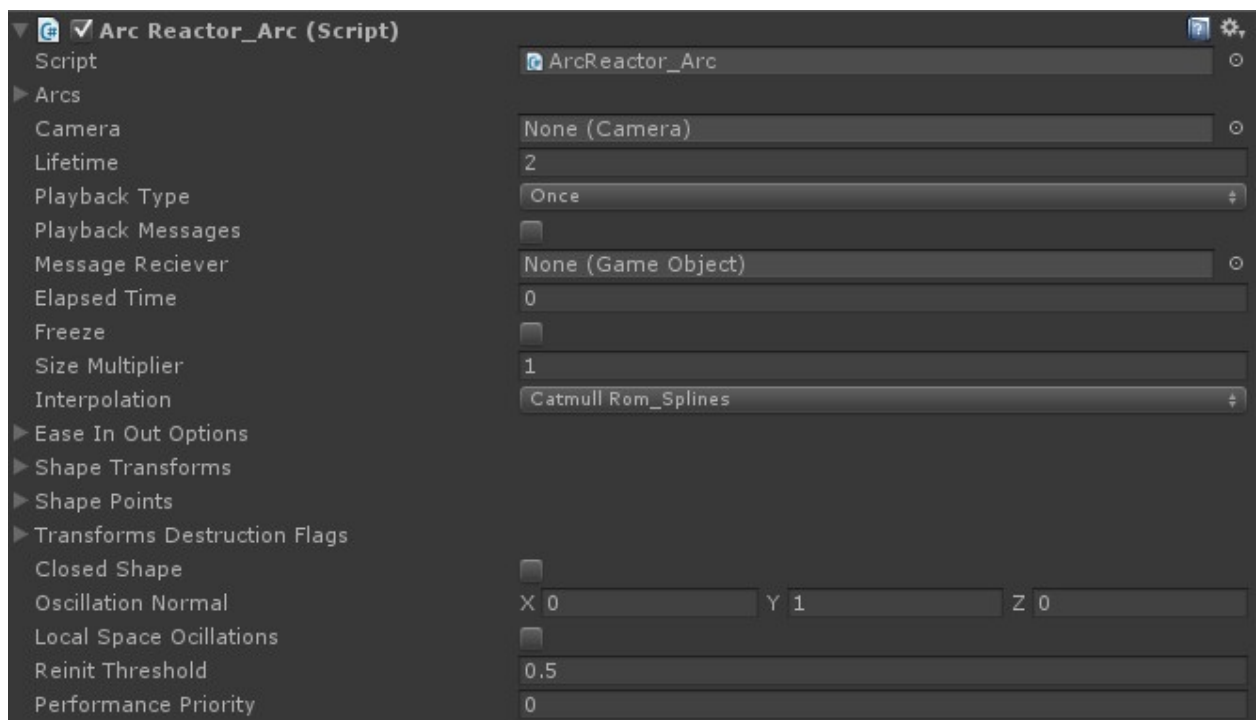 Arc Reactor_Arc (Script)
Script ArcReactor_Arc
Arcs
Camera None (Camera)
Lifetime 2
Playback Type Once
Playback Messages
Message Reciever None (Game Object)
Elapsed Time 0
Freeze
Size Multiplier 1
Interpolation Catmull Rom_Splines
Ease In Out Options
Shape Transforms
Shape Points
Transforms Destruction Flags
Closed Shape
Oscillation Normal X 0 Y 1 Z 0
Local Space Ocillations
Reinit Threshold 0.5
Performance Priority 0